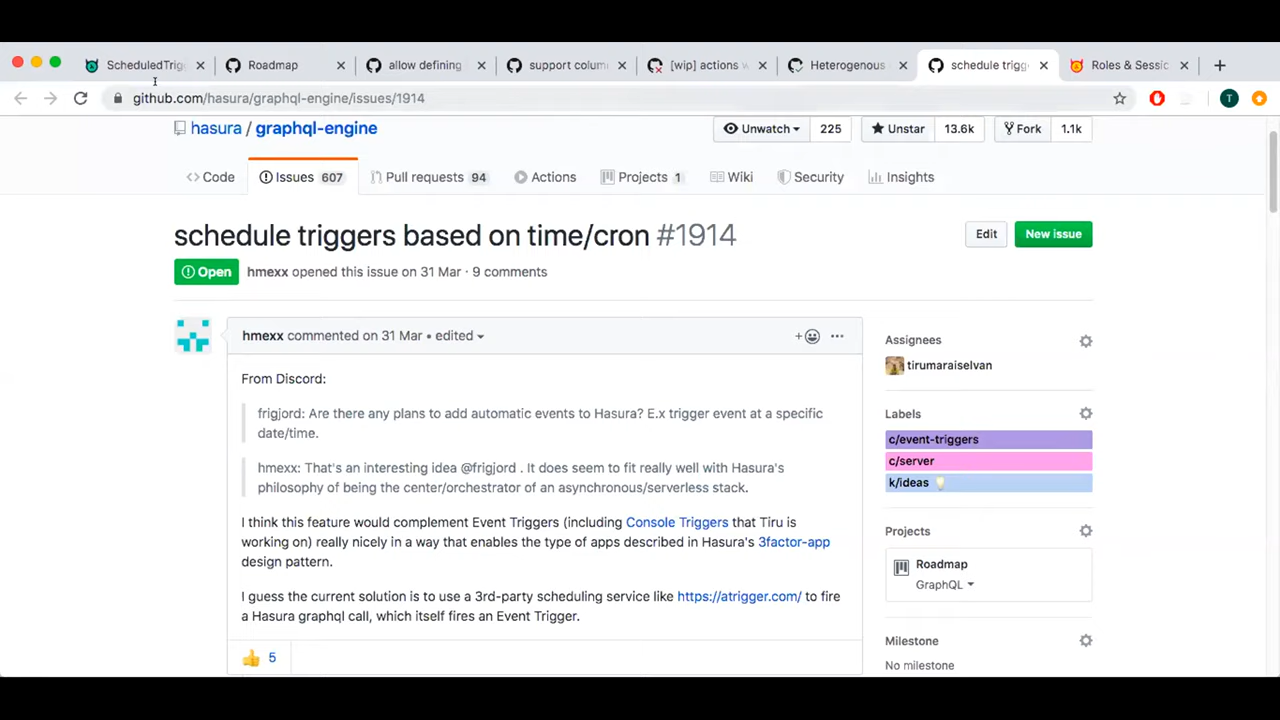 ScheduledTrigg
Roadmap
allow defining
support colum
[wip] actions w
Heterogenous
schedule trigg
Roles & Sessic
github.com/hasura/graphql-engine/issues/1914
T
hasura / graphql-engine
Unwatch 225
Unstar 13.6k
Fork 1.1k
Code
Issues 607
Pull requests 94
Actions
Projects 1
Wiki
Security
Insights
schedule triggers based on time/cron #1914
Edit
New issue
Open
hmexx opened this issue on 31 Mar · 9 comments
hmexx commented on 31 Mar • edited
From Discord:
frigjord: Are there any plans to add automatic events to Hasura? E.x trigger event at a specific
date/time.
hmexx: That's an interesting idea @frigjord . It does seem to fit really well with Hasura's
philosophy of being the center/orchestrator of an asynchronous/serverless stack.
I think this feature would complement Event Triggers (including Console Triggers that Tiru is
working on) really nicely in a way that enables the type of apps described in Hasura's 3factor-app
design pattern.
I guess the current solution is to use a 3rd-party scheduling service like https://atrigger.com/ to fire
a Hasura graphql call, which itself fires an Event Trigger.
5
Assignees
tirumaraiselvan
Labels
c/event-triggers
c/server
k/ideas
Projects
Roadmap
GraphQL
Milestone
No milestone